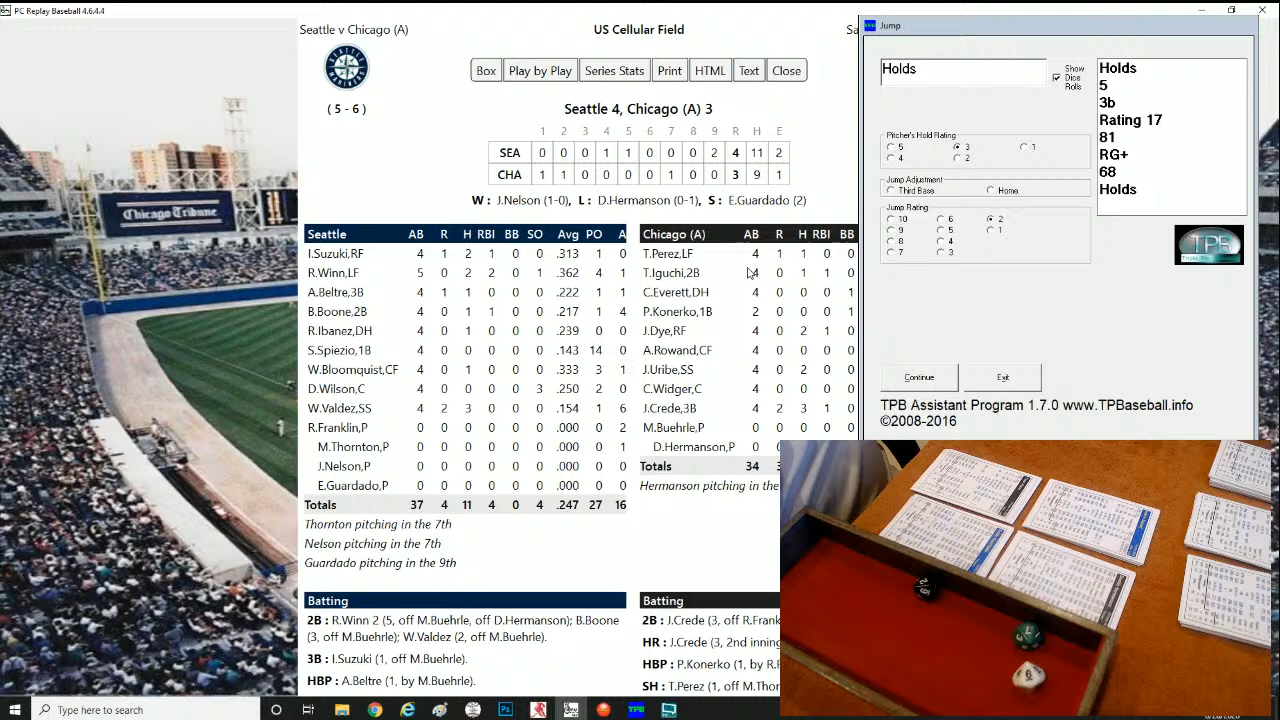 PC Replay Baseball 4.6.4.4
Seattle v Chicago (A)
US Cellular Field
Sa
SEATTLE
( 5 - 6 )
Box Play by Play Series Stats Print HTML Text Close
Seattle 4, Chicago (A) 3
1 2 3 4 5 6 7 8 9 R H E
SEA 0 0 0 1 1 0 0 0 2 4 11 2
CHA 1 1 0 0 0 0 1 0 0 3 9 1
W : J.Nelson (1-0), L : D.Hermanson (0-1), S : E.Guardado (2)
Seattle AB R H RBI BB SO Avg PO A
I.Suzuki,RF 4 1 2 1 0 0 .313 1 0
R.Winn,LF 5 0 2 1 0 0 .362 4 1
A.Beltre,3B 4 1 1 0 0 0 .222 1 1
B.Boone,2B 4 0 1 1 0 0 .217 1 4
R.Ibanez,DH 4 0 1 0 0 0 .239 0 0
S.Spiezio,1B 4 0 0 0 0 0 .143 14 0
W.Bloomquist,CF 4 0 1 0 0 0 .333 3 1
D.Wilson,C 4 0 0 0 0 3 .250 2 0
W.Valdez,SS 4 2 3 0 0 0 .154 1 6
R.Franklin,P 0 0 0 0 0 0 .000 0 2
M.Thornton,P 0 0 0 0 0 0 .000 0 1
J.Nelson,P 0 0 0 0 0 0 .000 0 0
E.Guardado,P 0 0 0 0 0 0 .000 0 0
Totals 37 4 11 4 0 4 .247 27 16
Thornton pitching in the 7th
Nelson pitching in the 7th
Guardado pitching in the 9th
Chicago (A) AB R H RBI BB
T.Perez,LF 4 1 1 0 0
T.Iguchi,2B 4 0 1 1 0
C.Everett,DH 4 0 0 0 1
P.Konerko,1B 2 0 0 0 1
J.Dye,RF 4 0 2 1 0
A.Rowand,CF 4 0 0 0 0
J.Uribe,SS 4 0 2 0 0
C.Widger,C 4 0 0 0 0
J.Crede,3B 4 2 3 1 0
M.Buehrle,P 0 0 0 0 0
D.Hermanson,P 0
Totals 34
Hermanson pitching in the
Batting
2B : R.Winn 2 (5, off M.Buehrle, off D.Hermanson); B.Boone
(3, off M.Buehrle); W.Valdez (2, off M.Buehrle).
3B : I.Suzuki (1, off M.Buehrle).
HBP : A.Beltre (1, by M.Buehrle).
Batting
2B : J.Crede (3, off R.Frank
HR : J.Crede (3, 2nd inning
HBP : P.Konerko (1, by R.F
SH : T.Perez (1, off M.Thor
Jump
Holds
Show
Dice
Rolls
Pitcher's Hold Rating
5 3 1
4 2
Jump Adjustment
Third Base Home
Jump Rating
10 6 2
9 5 1
8 4
7 3
Continue Exit
Holds
5
3b
Rating 17
81
RG+
68
Holds
TPB
TPB Assistant Program 1.7.0 www.TPBaseball.info
©2008-2016
Chicago Tribune
Type here to search
TPB